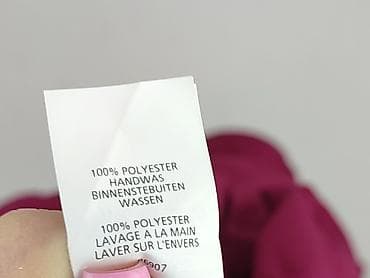 100% POLYESTER
HANDWAS
BINNENSTEBUITEN
WASSEN
100% POLYESTER
LAVAGE A LA MAIN
LAVER SUR L'ENVERS